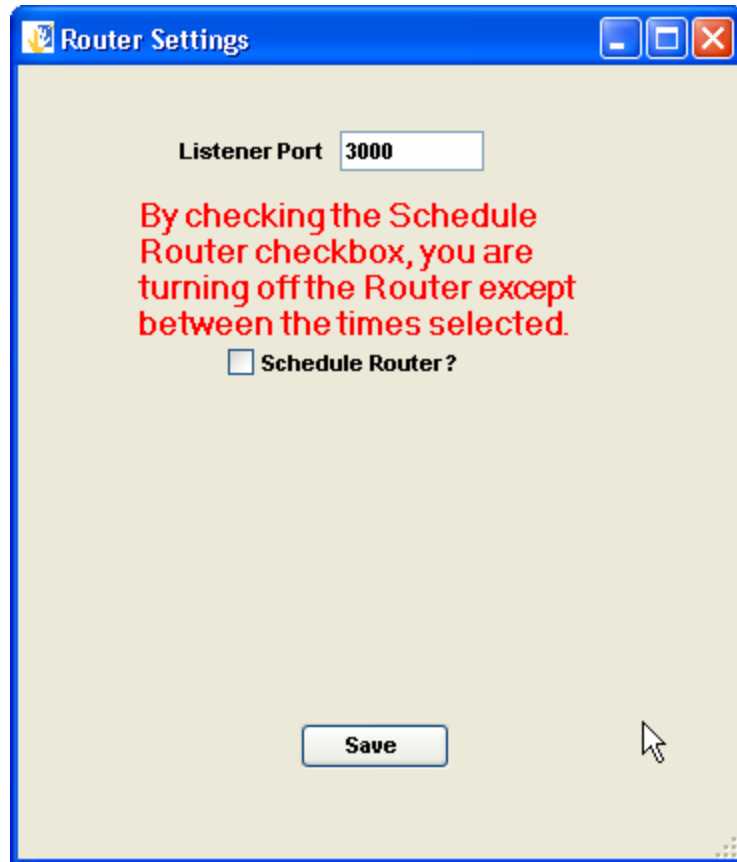 Router Settings
Listener Port 3000
By checking the Schedule
Router checkbox, you are
turning off the Router except
between the times selected.
Schedule Router?
Save